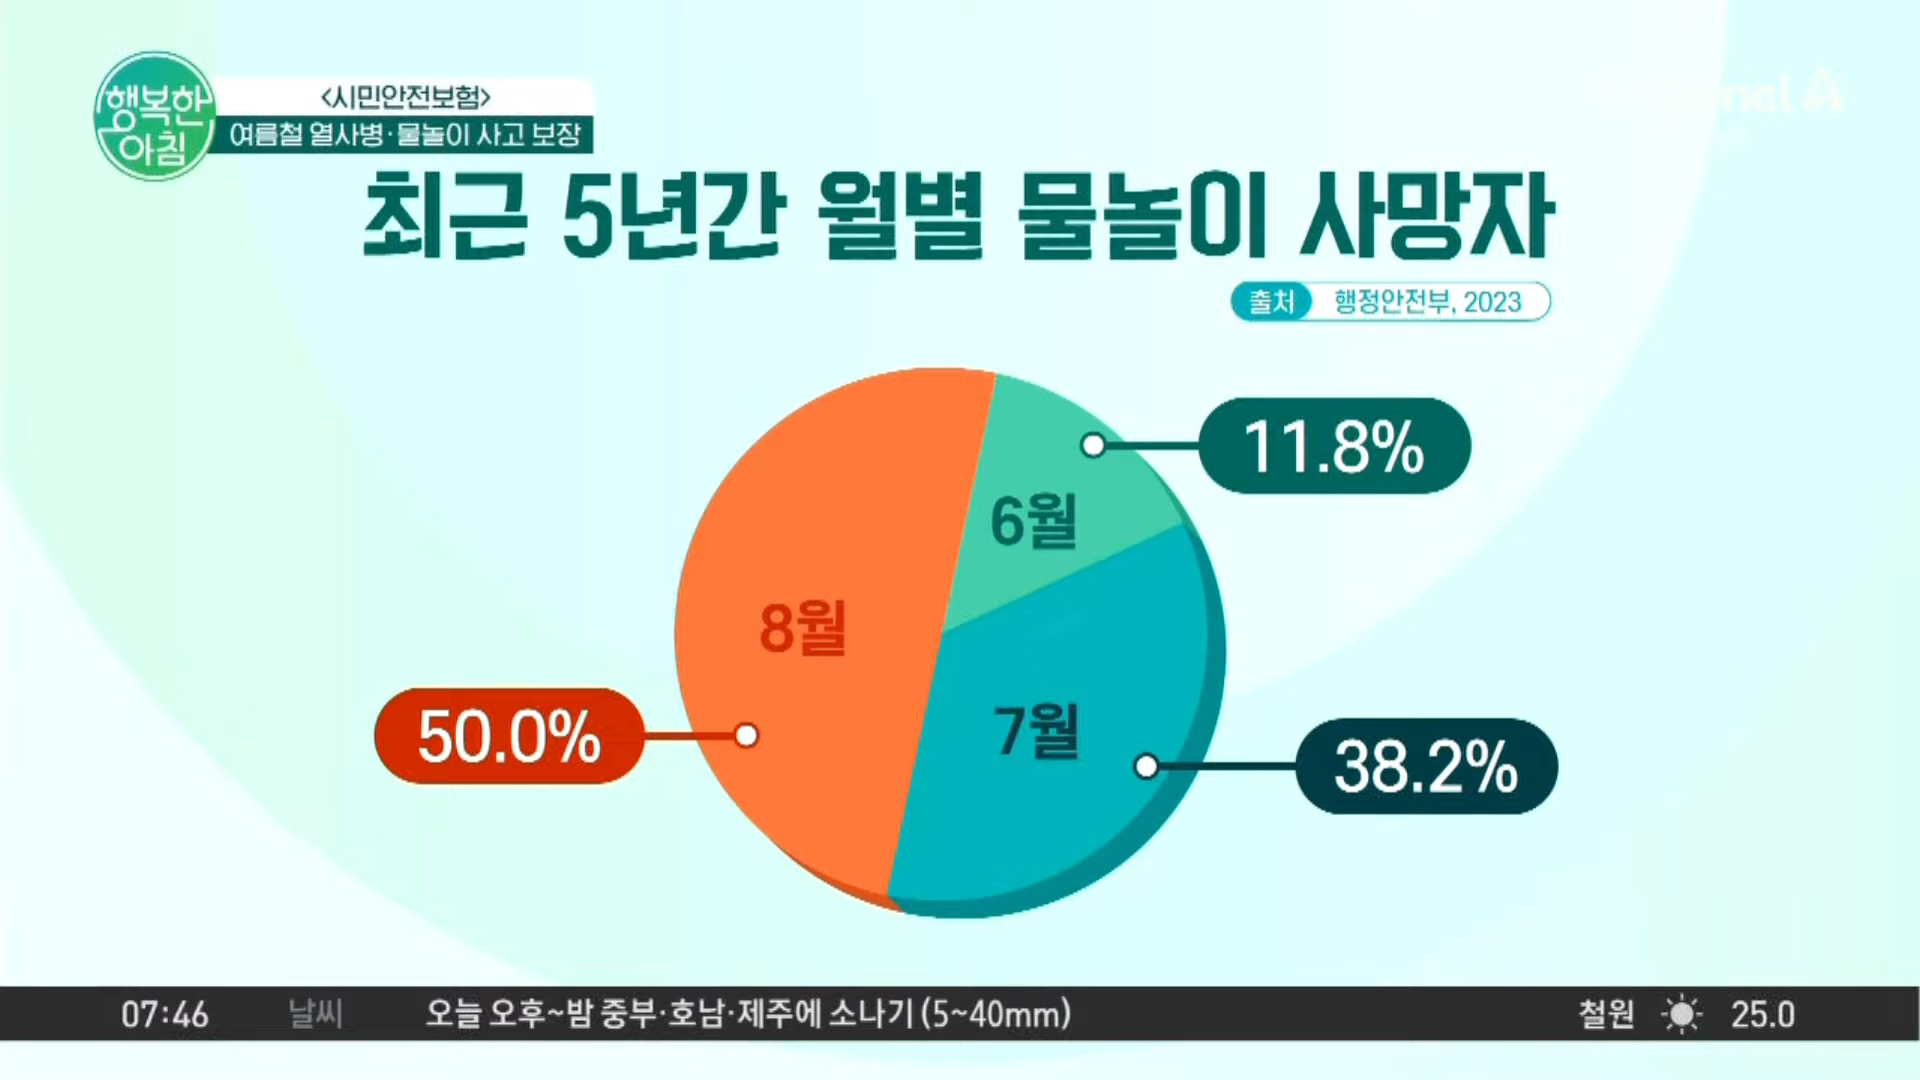 행복한
아침
<시민안전보험>
여름철 열사병·물놀이 사고 보장
최근 5년간 월별 물놀이 사망자
출처 행정안전부, 2023
11.8%
6월
8월
7월
50.0%
38.2%
07:46 날씨 오늘 오후~밤 중부·호남·제주에 소나기 (5~40mm) 철원 25.0